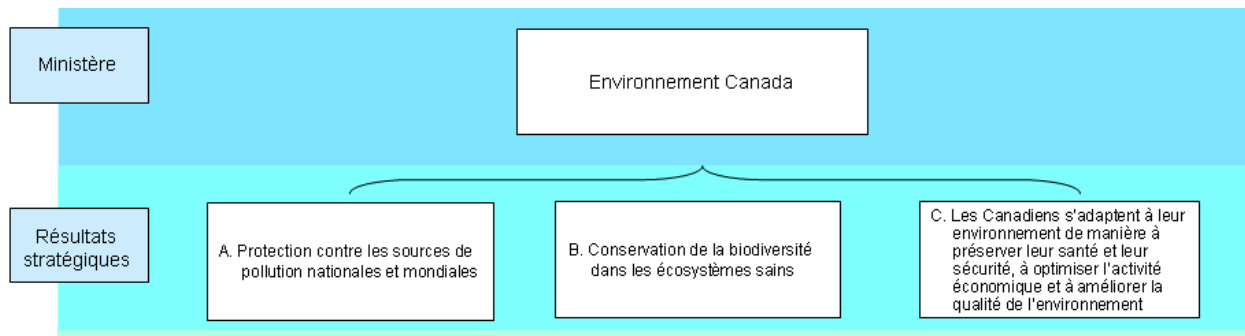 Ministère
Environnement Canada
Résultats
stratégiques
A. Protection contre les sources de
pollution nationales et mondiales
B. Conservation de la biodiversité
dans les écosystèmes sains
C. Les Canadiens s'adaptent à leur
environnement de manière à
préserver leur santé et leur
sécurité, à optimiser l'activité
économique et à améliorer la
qualité de l'environnement